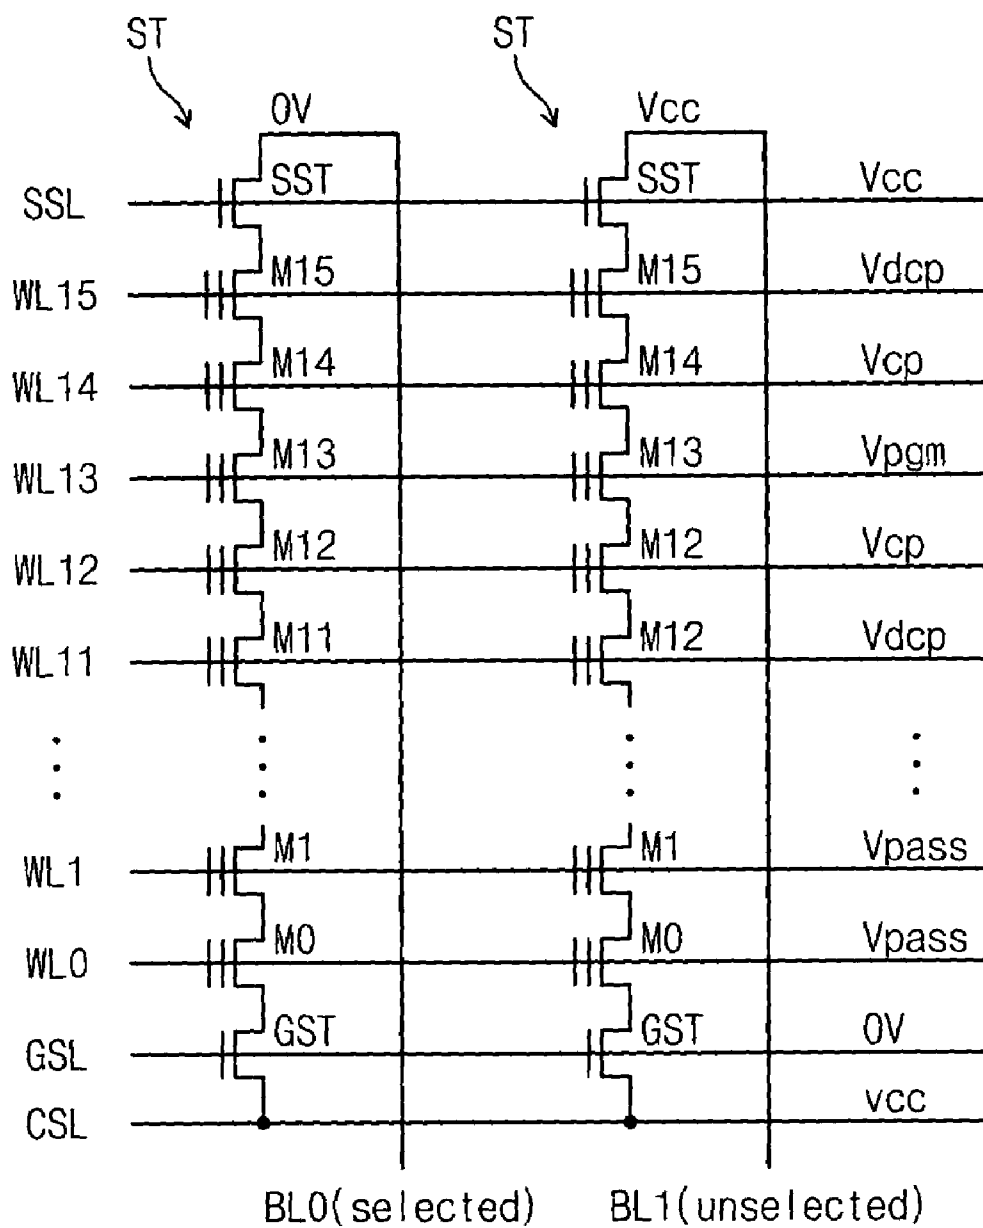 ST ST
0V Vcc
SSL SST SST Vcc
WL15 M15 M15 Vdcp
WL14 M14 M14 Vcp
WL13 M13 M13 Vpgm
WL12 M12 M12 Vcp
WL11 M11 M12 Vdcp
WL1 M1 M1 Vpass
WL0 M0 M0 Vpass
GSL GST GST 0V
CSL vcc
BL0(selected) BL1(unselected)